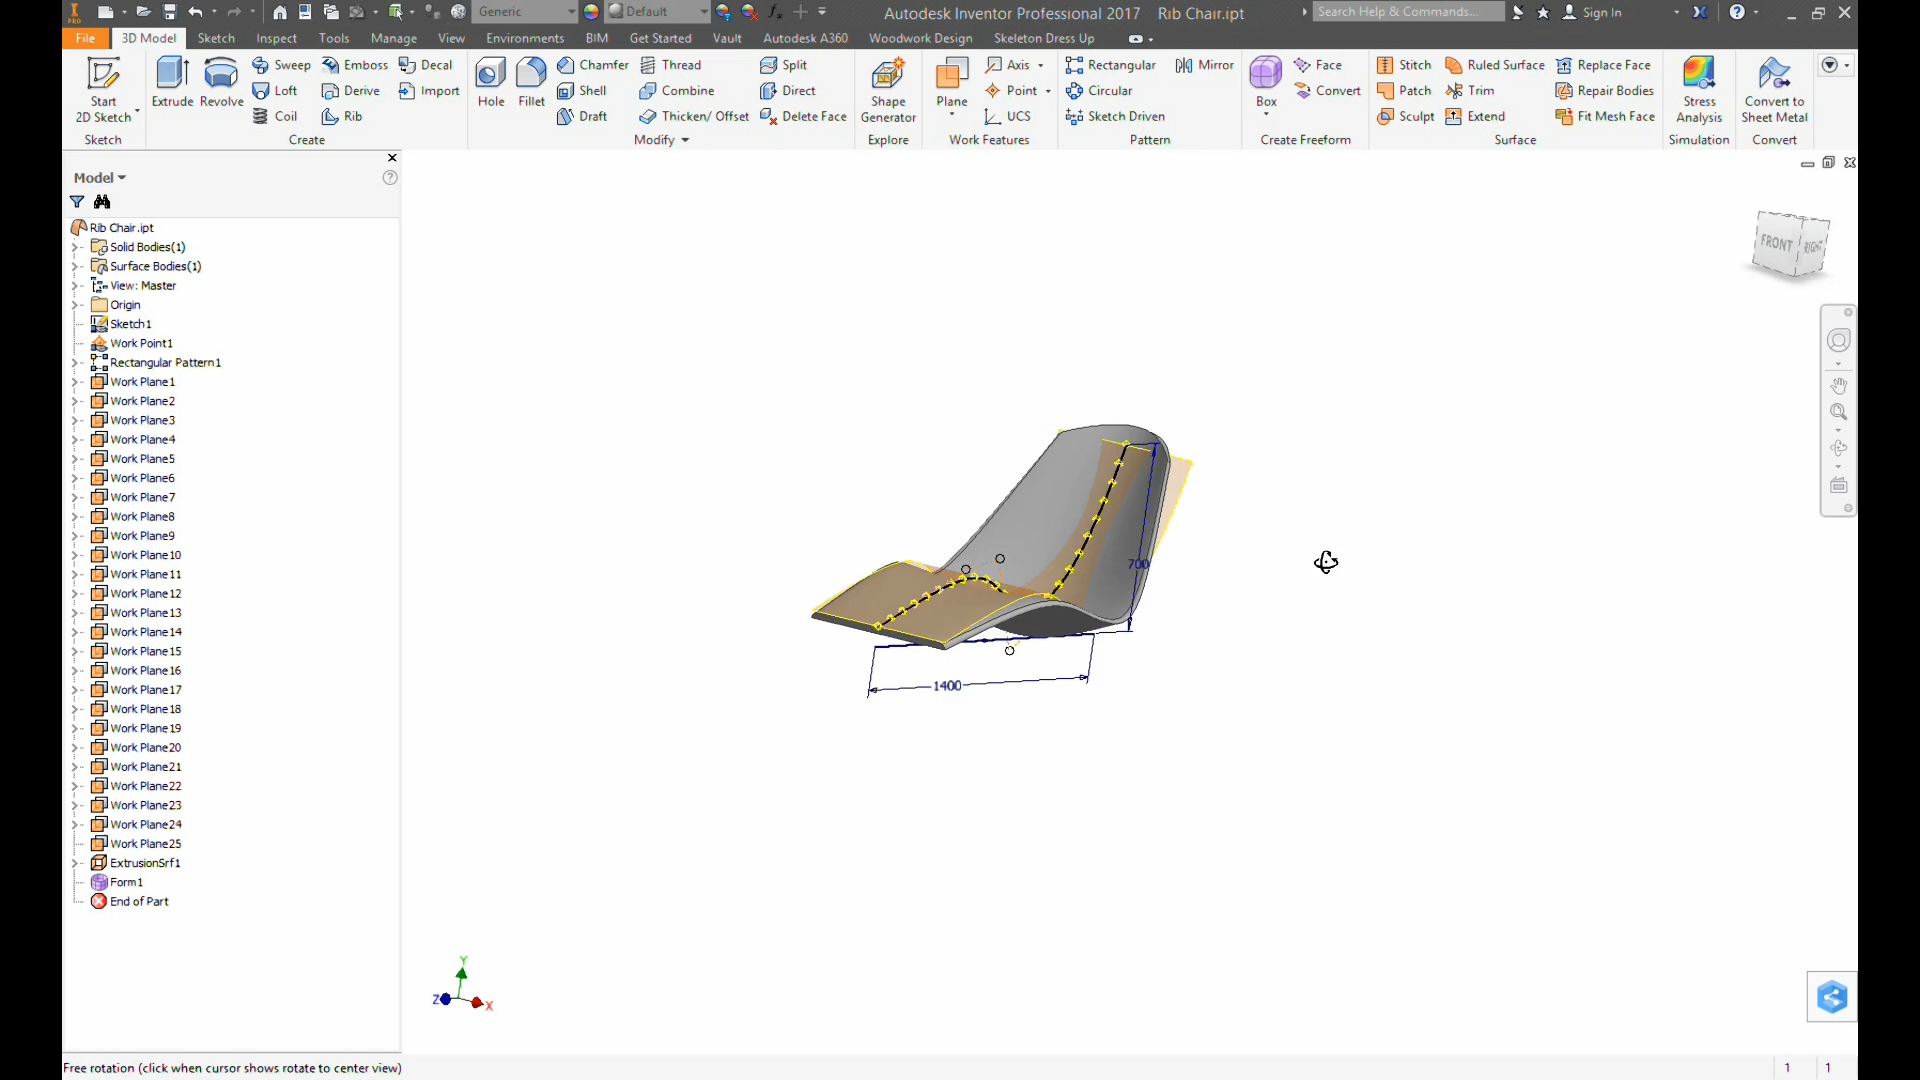 PRO
Generic
Default
Autodesk Inventor Professional 2017 Rib Chair.ipt
Search Help & Commands...
Sign In
File
3D Model
Sketch
Inspect
Tools
Manage
View
Environments
BIM
Get Started
Vault
Autodesk A360
Woodwork Design
Skeleton Dress Up
Start
2D Sketch
Extrude
Revolve
Sweep
Loft
Coil
Emboss
Derive
Rib
Decal
Import
Hole
Fillet
Chamfer
Shell
Draft
Thread
Combine
Thicken/ Offset
Split
Direct
Delete Face
Shape
Generator
Plane
Axis
Point
UCS
Rectangular
Circular
Sketch Driven
Mirror
Box
Face
Convert
Stitch
Patch
Sculpt
Ruled Surface
Trim
Extend
Replace Face
Repair Bodies
Fit Mesh Face
Stress
Analysis
Convert to
Sheet Metal
Sketch
Create
Modify
Explore
Work Features
Pattern
Create Freeform
Surface
Simulation
Convert
Model
Rib Chair.ipt
Solid Bodies(1)
Surface Bodies(1)
View: Master
Origin
Sketch1
Work Point1
Rectangular Pattern1
Work Plane1
Work Plane2
Work Plane3
Work Plane4
Work Plane5
Work Plane6
Work Plane7
Work Plane8
Work Plane9
Work Plane10
Work Plane11
Work Plane12
Work Plane13
Work Plane14
Work Plane15
Work Plane16
Work Plane17
Work Plane18
Work Plane19
Work Plane20
Work Plane21
Work Plane22
Work Plane23
Work Plane24
Work Plane25
ExtrusionSrf1
Form1
End of Part
FRONT
RIGHT
700
1400
Y
Z
X
Free rotation (click when cursor shows rotate to center view)
1
1